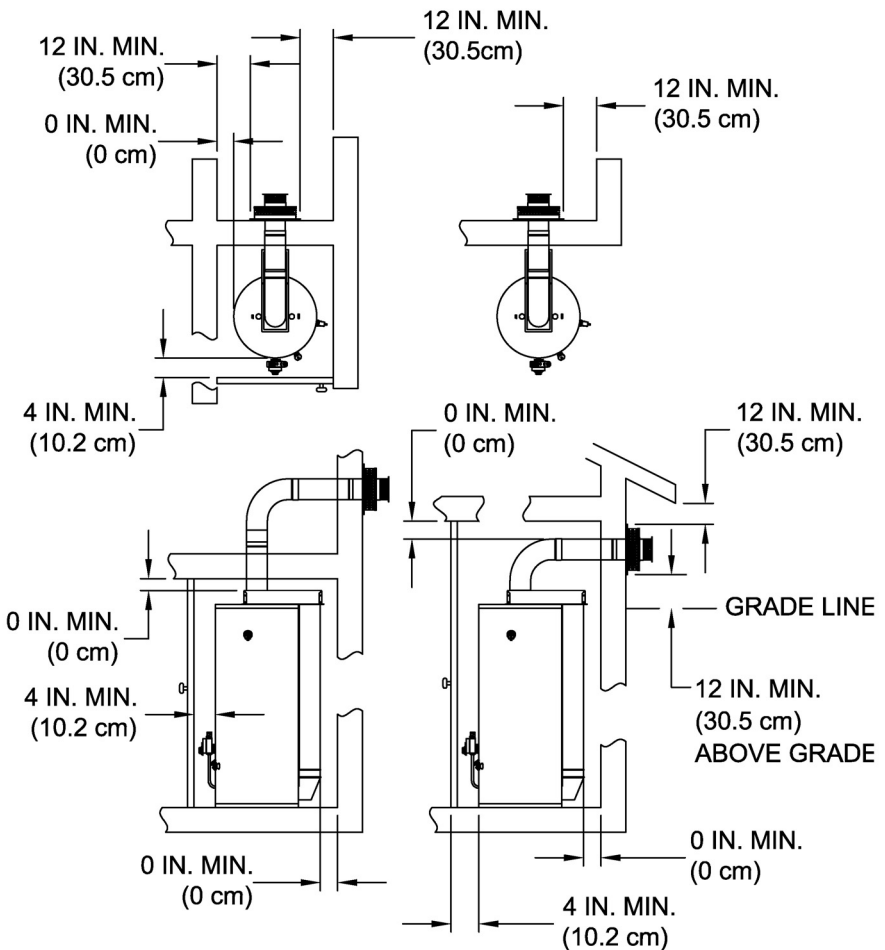 12 IN. MIN.
(30.5cm)
12 IN. MIN.
(30.5 cm)
0 IN. MIN.
(0 cm)
12 IN. MIN.
(30.5 cm)
4 IN. MIN.
(10.2 cm)
0 IN. MIN.
(0 cm)
12 IN. MIN.
(30.5 cm)
GRADE LINE
0 IN. MIN.
(0 cm)
4 IN. MIN.
(10.2 cm)
12 IN. MIN.
(30.5 cm)
ABOVE GRADE
0 IN. MIN.
(0 cm)
0 IN. MIN.
(0 cm)
4 IN. MIN.
(10.2 cm)